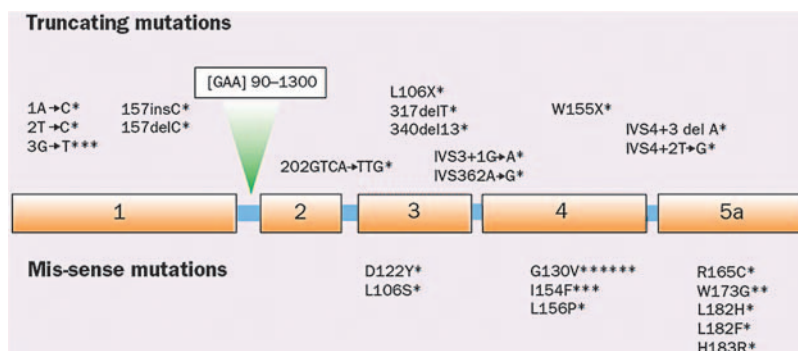 Truncating mutations
[GAA] 90–1300
1A→C*
2T→C*
3G→T***
157insC*
157delC*
202GTCA→TTG*
L106X*
317delT*
340del13*
IVS3+1G→A*
IVS362A→G*
W155X*
IVS4+3 del A*
IVS4+2T→G*
1
2
3
4
5a
Mis-sense mutations
D122Y*
L106S*
G130V******
I154F***
L156P*
R165C*
W173G**
L182H*
L182F*
H183R*